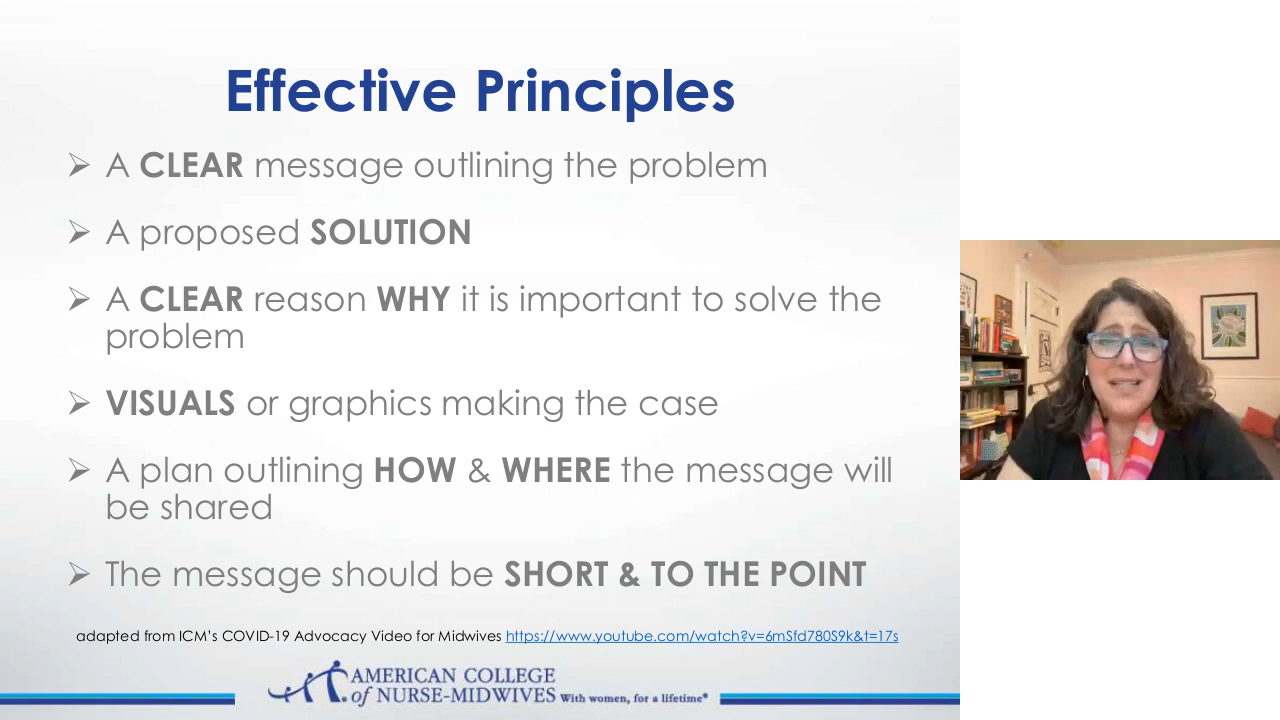 Effective Principles
➢ A CLEAR message outlining the problem
➢ A proposed SOLUTION
➢ A CLEAR reason WHY it is important to solve the
problem
➢ VISUALS or graphics making the case
➢ A plan outlining HOW & WHERE the message will
be shared
➢ The message should be SHORT & TO THE POINT
adapted from ICM's COVID-19 Advocacy Video for Midwives https://www.youtube.com/watch?v=6mSfd780S9k&t=17s
AMERICAN COLLEGE
of NURSE-MIDWIVES With women, for a lifetime®